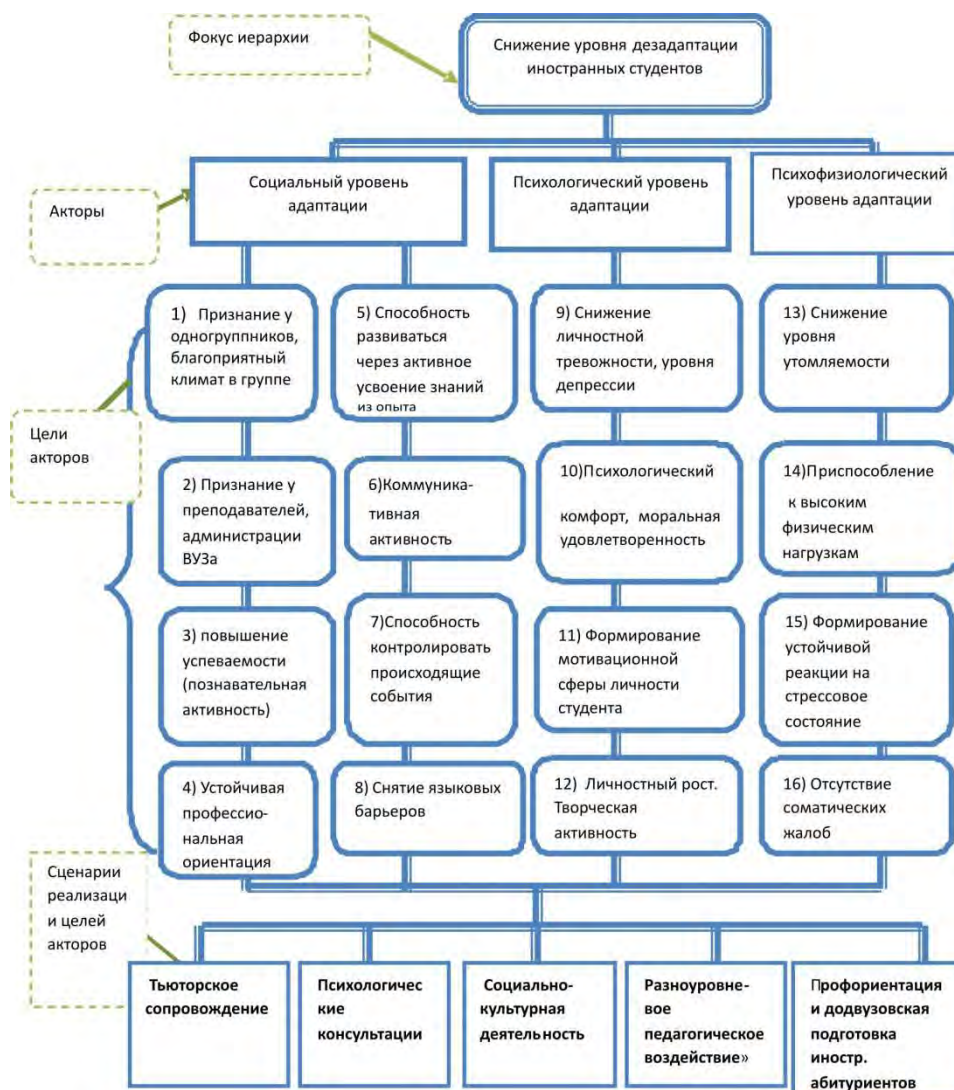 Фокус иерархии
Снижение уровня дезадаптации
иностранных студентов
Акторы
Социальный уровень
адаптации
Психологический уровень
адаптации
Психофизиологический
уровень адаптации
Цели
акторов
1) Признание у
одногруппников,
благоприятный
климат в группе
5) Способность
развиваться
через активное
усвоение знаний
из опыта
9) Снижение
личностной
тревожности, уровня
депрессии
13) Снижение
уровня
утомляемости
2) Признание у
преподавателей,
администрации
ВУЗа
6)Коммуника-
тивная
активность
10)Психологический
комфорт, моральная
удовлетворенность
14)Приспособление
к высоким
физическим
нагрузкам
3) повышение
успеваемости
(познавательная
активность)
7)Способность
контролировать
происходящие
события
11) Формирование
мотивационной
сферы личности
студента
15) Формирование
устойчивой
реакции на
стрессовое
состояние
4) Устойчивая
профессио-
нальная
ориентация
8) Снятие языковых
барьеров
12) Личностный рост.
Творческая
активность
16) Отсутствие
соматических
жалоб
Сценарии
реализаци
и целей
акторов
Тьюторское
сопровождение
Психологичес
кие
консультации
Социально-
культурная
деятельность
Разноуровне-
вое
педагогическое
воздействие»
Профориентация
и додвузовская
подготовка
иностр.
абитуриентов